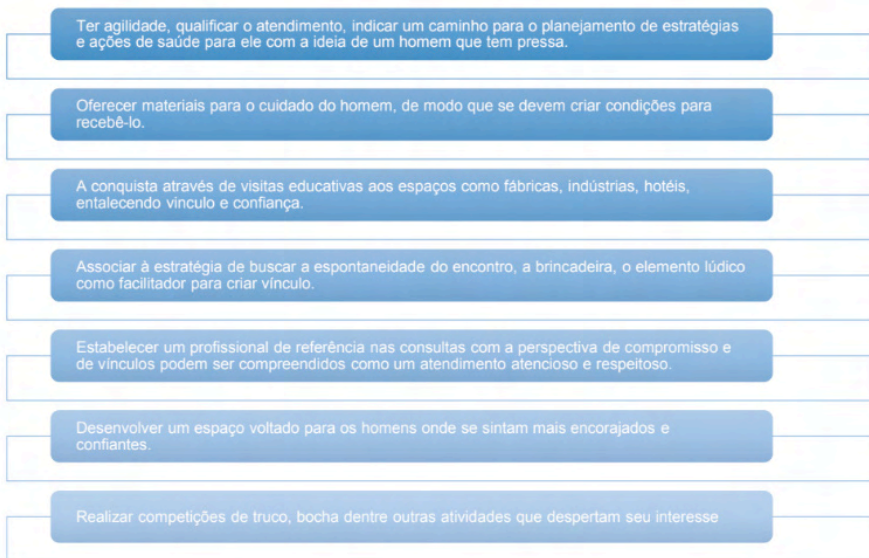 Ter agilidade, qualificar o atendimento, indicar um caminho para o planejamento de estratégias
e ações de saúde para ele com a ideia de um homem que tem pressa.
Oferecer materiais para o cuidado do homem, de modo que se devem criar condições para
recebê-lo.
A conquista através de visitas educativas aos espaços como fábricas, indústrias, hotéis,
entalecendo vinculo e confiança.
Associar à estratégia de buscar a espontaneidade do encontro, a brincadeira, o elemento lúdico
como facilitador para criar vínculo.
Estabelecer um profissional de referência nas consultas com a perspectiva de compromisso e
de vínculos podem ser compreendidos como um atendimento atencioso e respeitoso.
Desenvolver um espaço voltado para os homens onde se sintam mais encorajados e
confiantes.
Realizar competições de truco, bocha dentre outras atividades que despertam seu interesse